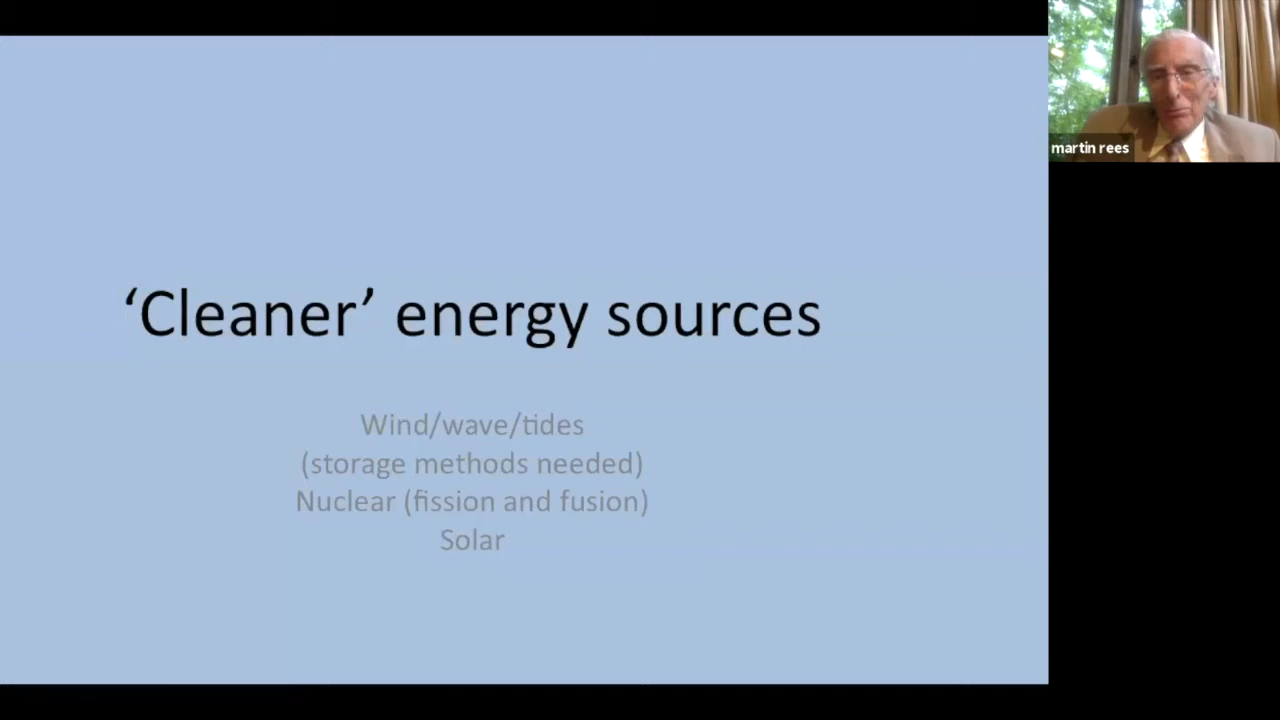 ‘Cleaner’ energy sources
Wind/wave/tides
(storage methods needed)
Nuclear (fission and fusion)
Solar
martin rees